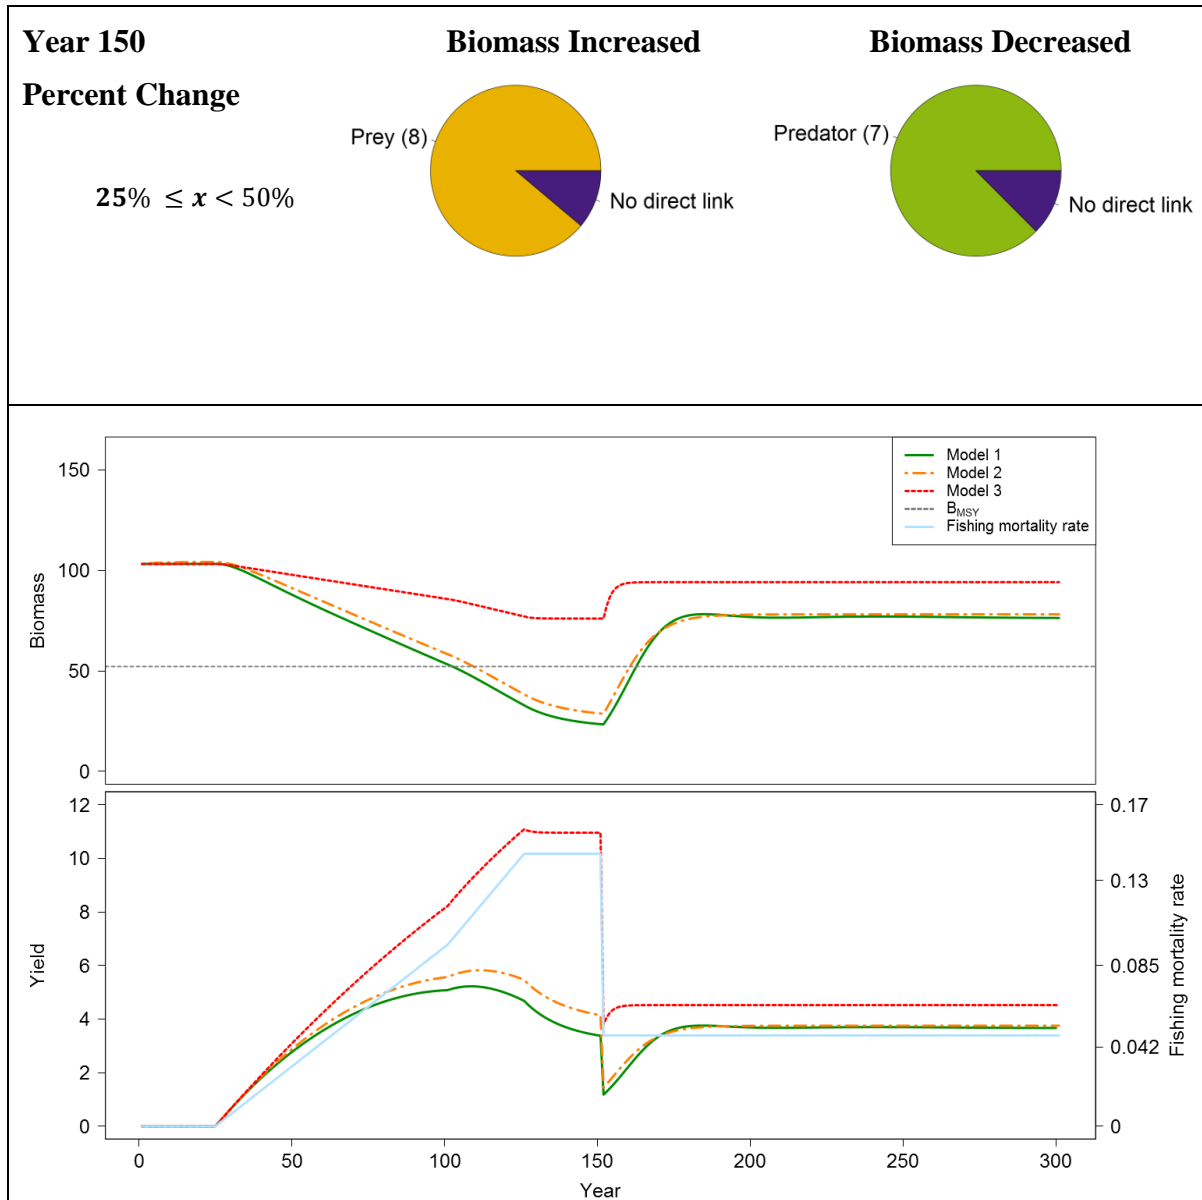 Year 150
Biomass Increased
Biomass Decreased
Percent Change
Prey (8)
No direct link
Predator (7)
No direct link
25% ≤ x < 50%
Model 1
Model 2
Model 3
BMSY
Fishing mortality rate
150
100
50
0
Biomass
12
10
8
6
4
2
0
Yield
0.17
0.13
0.085
0.042
0
Fishing mortality rate
0
50
100
150
200
250
300
Year